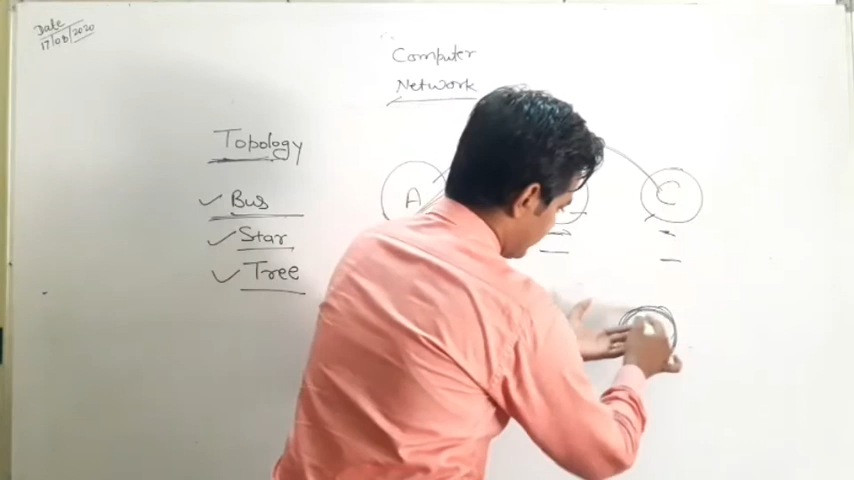 Date
17/08/2020
Computer
Network
Topology
Bus
Star
Tree
A
C